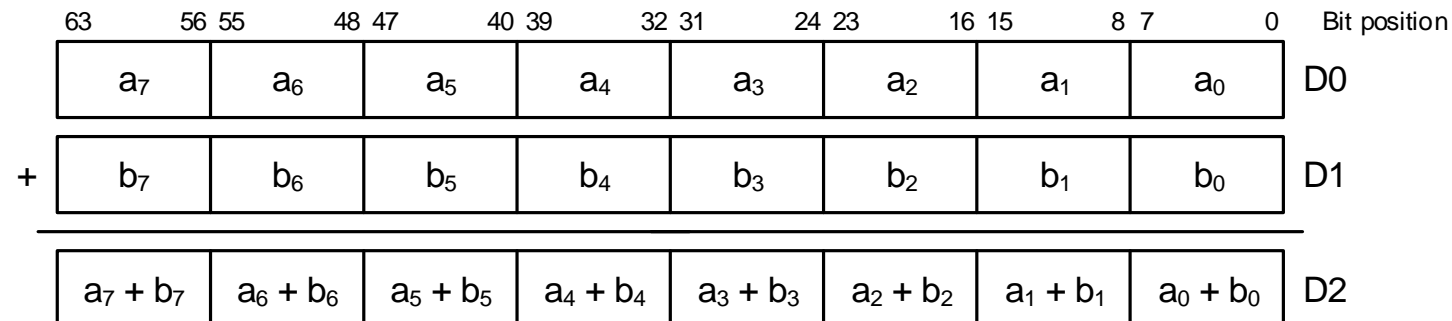 63 56 55 48 47 40 39 32 31 24 23 16 15 8 7 0 Bit position
a₇ a₆ a₅ a₄ a₃ a₂ a₁ a₀ D0
+ b₇ b₆ b₅ b₄ b₃ b₂ b₁ b₀ D1
a₇ + b₇ a₆ + b₆ a₅ + b₅ a₄ + b₄ a₃ + b₃ a₂ + b₂ a₁ + b₁ a₀ + b₀ D2